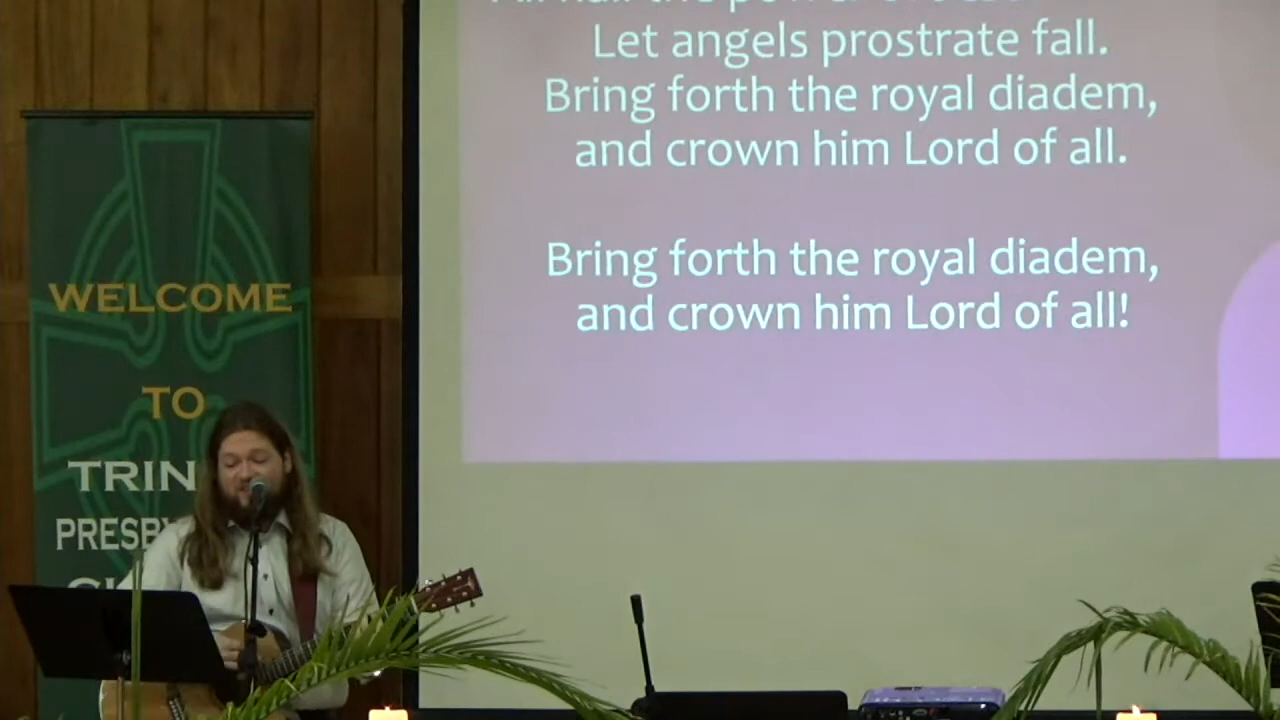 WELCOME
TO
TRIN
PRESBY
Let angels prostrate fall.
Bring forth the royal diadem,
and crown him Lord of all.
Bring forth the royal diadem,
and crown him Lord of all!